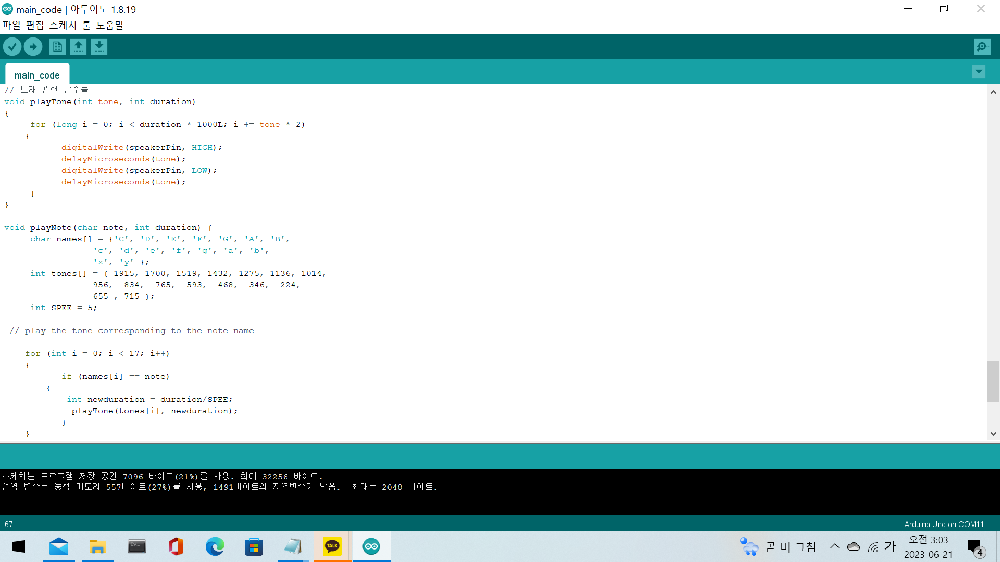 main_code | 아두이노 1.8.19
파일 편집 스케치 툴 도움말
main_code
// 노래 관련 함수들
void playTone(int tone, int duration)
{
for (long i = 0; i < duration * 1000L; i += tone * 2)
{
digitalWrite(speakerPin, HIGH);
delayMicroseconds(tone);
digitalWrite(speakerPin, LOW);
delayMicroseconds(tone);
}
}
void playNote(char note, int duration) {
char names[] = {'C', 'D', 'E', 'F', 'G', 'A', 'B',
'c', 'd', 'e', 'f', 'g', 'a', 'b',
'x', 'y' };
int tones[] = { 1915, 1700, 1519, 1432, 1275, 1136, 1014,
956, 834, 765, 593, 468, 346, 224,
655 , 715 };
int SPEE = 5;
// play the tone corresponding to the note name
for (int i = 0; i < 17; i++)
{
if (names[i] == note)
{
int newduration = duration/SPEE;
playTone(tones[i], newduration);
}
}
스케치는 프로그램 저장 공간 7096 바이트(21%)를 사용. 최대 32256 바이트.
전역 변수는 동적 메모리 557바이트(27%)를 사용, 1491바이트의 지역변수가 남음. 최대는 2048 바이트.
67
Arduino Uno on COM11
TALK
곧 비 그침
가
오전 3:03
2023-06-21
4